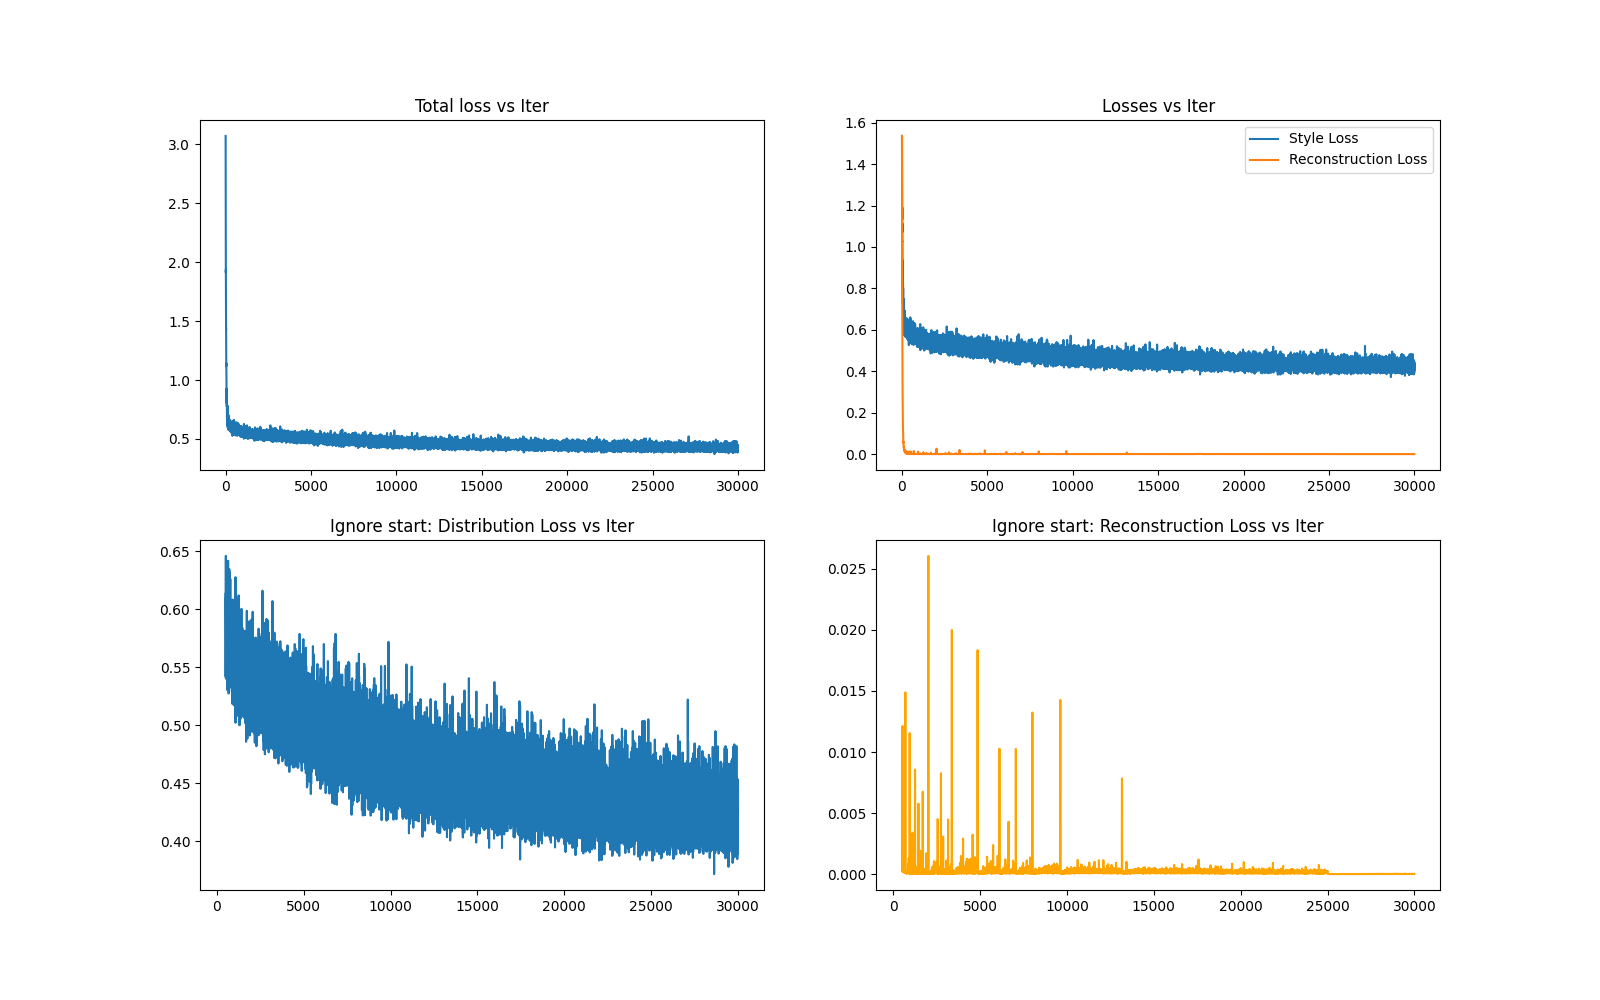 Total loss vs Iter
3.0
2.5
2.0
1.5
1.0
0.5
0 5000 10000 15000 20000 25000 30000
Losses vs Iter
Style Loss
Reconstruction Loss
1.6
1.4
1.2
1.0
0.8
0.6
0.4
0.2
0.0
0 5000 10000 15000 20000 25000 30000
Ignore start: Distribution Loss vs Iter
0.65
0.60
0.55
0.50
0.45
0.40
0 5000 10000 15000 20000 25000 30000
Ignore start: Reconstruction Loss vs Iter
0.025
0.020
0.015
0.010
0.005
0.000
0 5000 10000 15000 20000 25000 30000